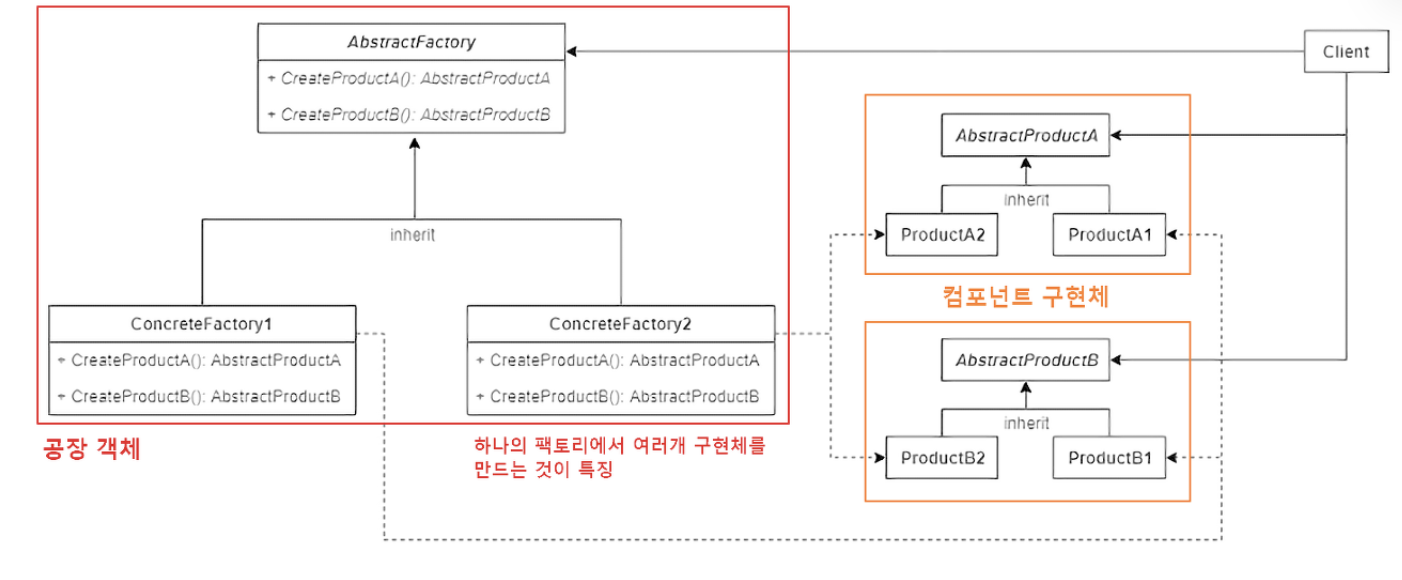 AbstractFactory
+ CreateProductA(): AbstractProductA
+ CreateProductB(): AbstractProductB
Client
AbstractProductA
inherit
ProductA2
ProductA1
컴포넌트 구현체
inherit
ConcreteFactory1
+ CreateProductA(): AbstractProductA
+ CreateProductB(): AbstractProductB
ConcreteFactory2
+ CreateProductA(): AbstractProductA
+ CreateProductB(): AbstractProductB
AbstractProductB
inherit
ProductB2
ProductB1
공장 객체
하나의 팩토리에서 여러개 구현체를
만드는 것이 특징